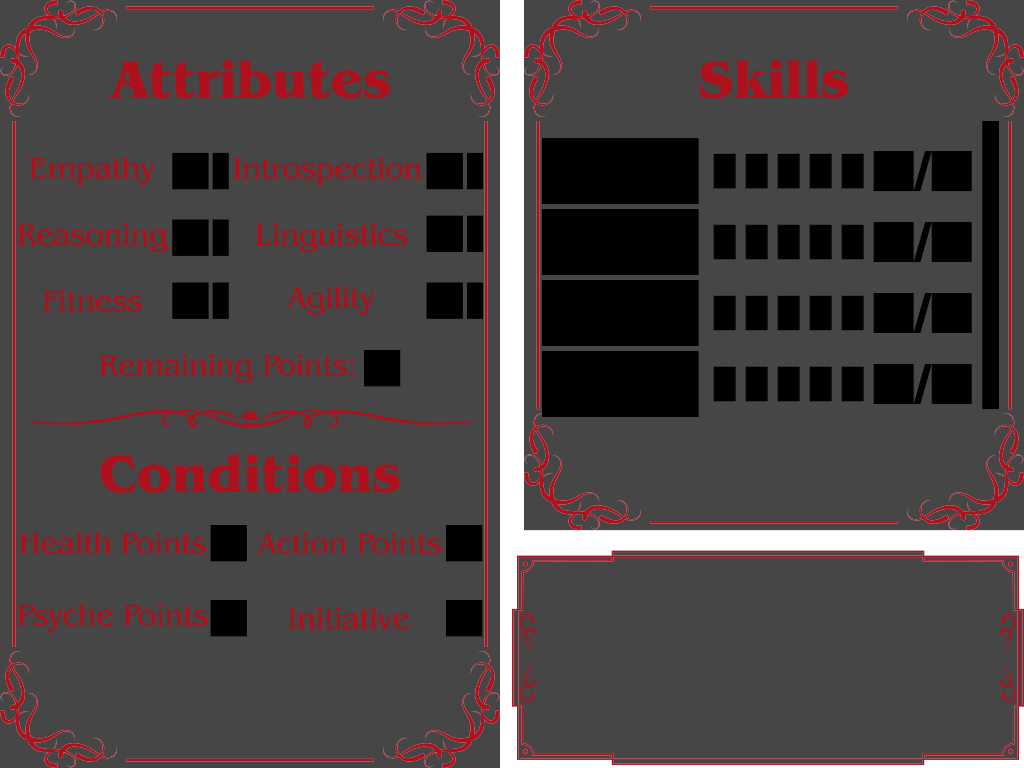 Attributes
Empathy Introspection
Reasoning Linguistics
Fitness Agility
Remaining Points:
Conditions
Health Points Action Points
Psyche Points Initiative
Skills
/
/
/
/